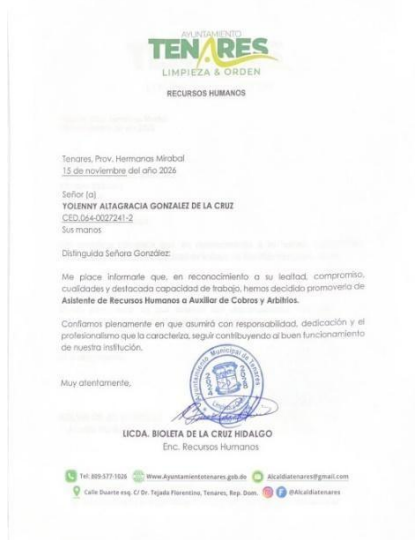 AYUNTAMIENTO
TENARES
LIMPIEZA & ORDEN
RECURSOS HUMANOS
Tenares, Prov. Hermanas Mirabal
15 de noviembre del año 2026
Señor (a)
YOLENNY ALTAGRACIA GONZALEZ DE LA CRUZ
CED.064-0027241-2
Sus manos
Distinguida Señora González:
Me place informarle que, en reconocimiento a su lealtad, compromiso,
cualidades y destacada capacidad de trabajo, hemos decidido promoverla de
Asistente de Recursos Humanos a Auxiliar de Cobros y Arbitrios.
Confiamos plenamente en que asumirá con responsabilidad, dedicación y el
profesionalismo que la caracteriza, seguir contribuyendo al buen funcionamiento
de nuestra institución.
Muy atentamente,
Ayuntamiento Municipal de Tenares
LICDA. BIOLETA DE LA CRUZ HIDALGO
Enc. Recursos Humanos
Tel: 809-577-1026 Www.Ayuntamientotenares.gob.do Alcaldiatenares@gmail.com
Calle Duarte esq. C/ Dr. Tejada Florentino, Tenares, Rep. Dom. @Alcaldiatenares